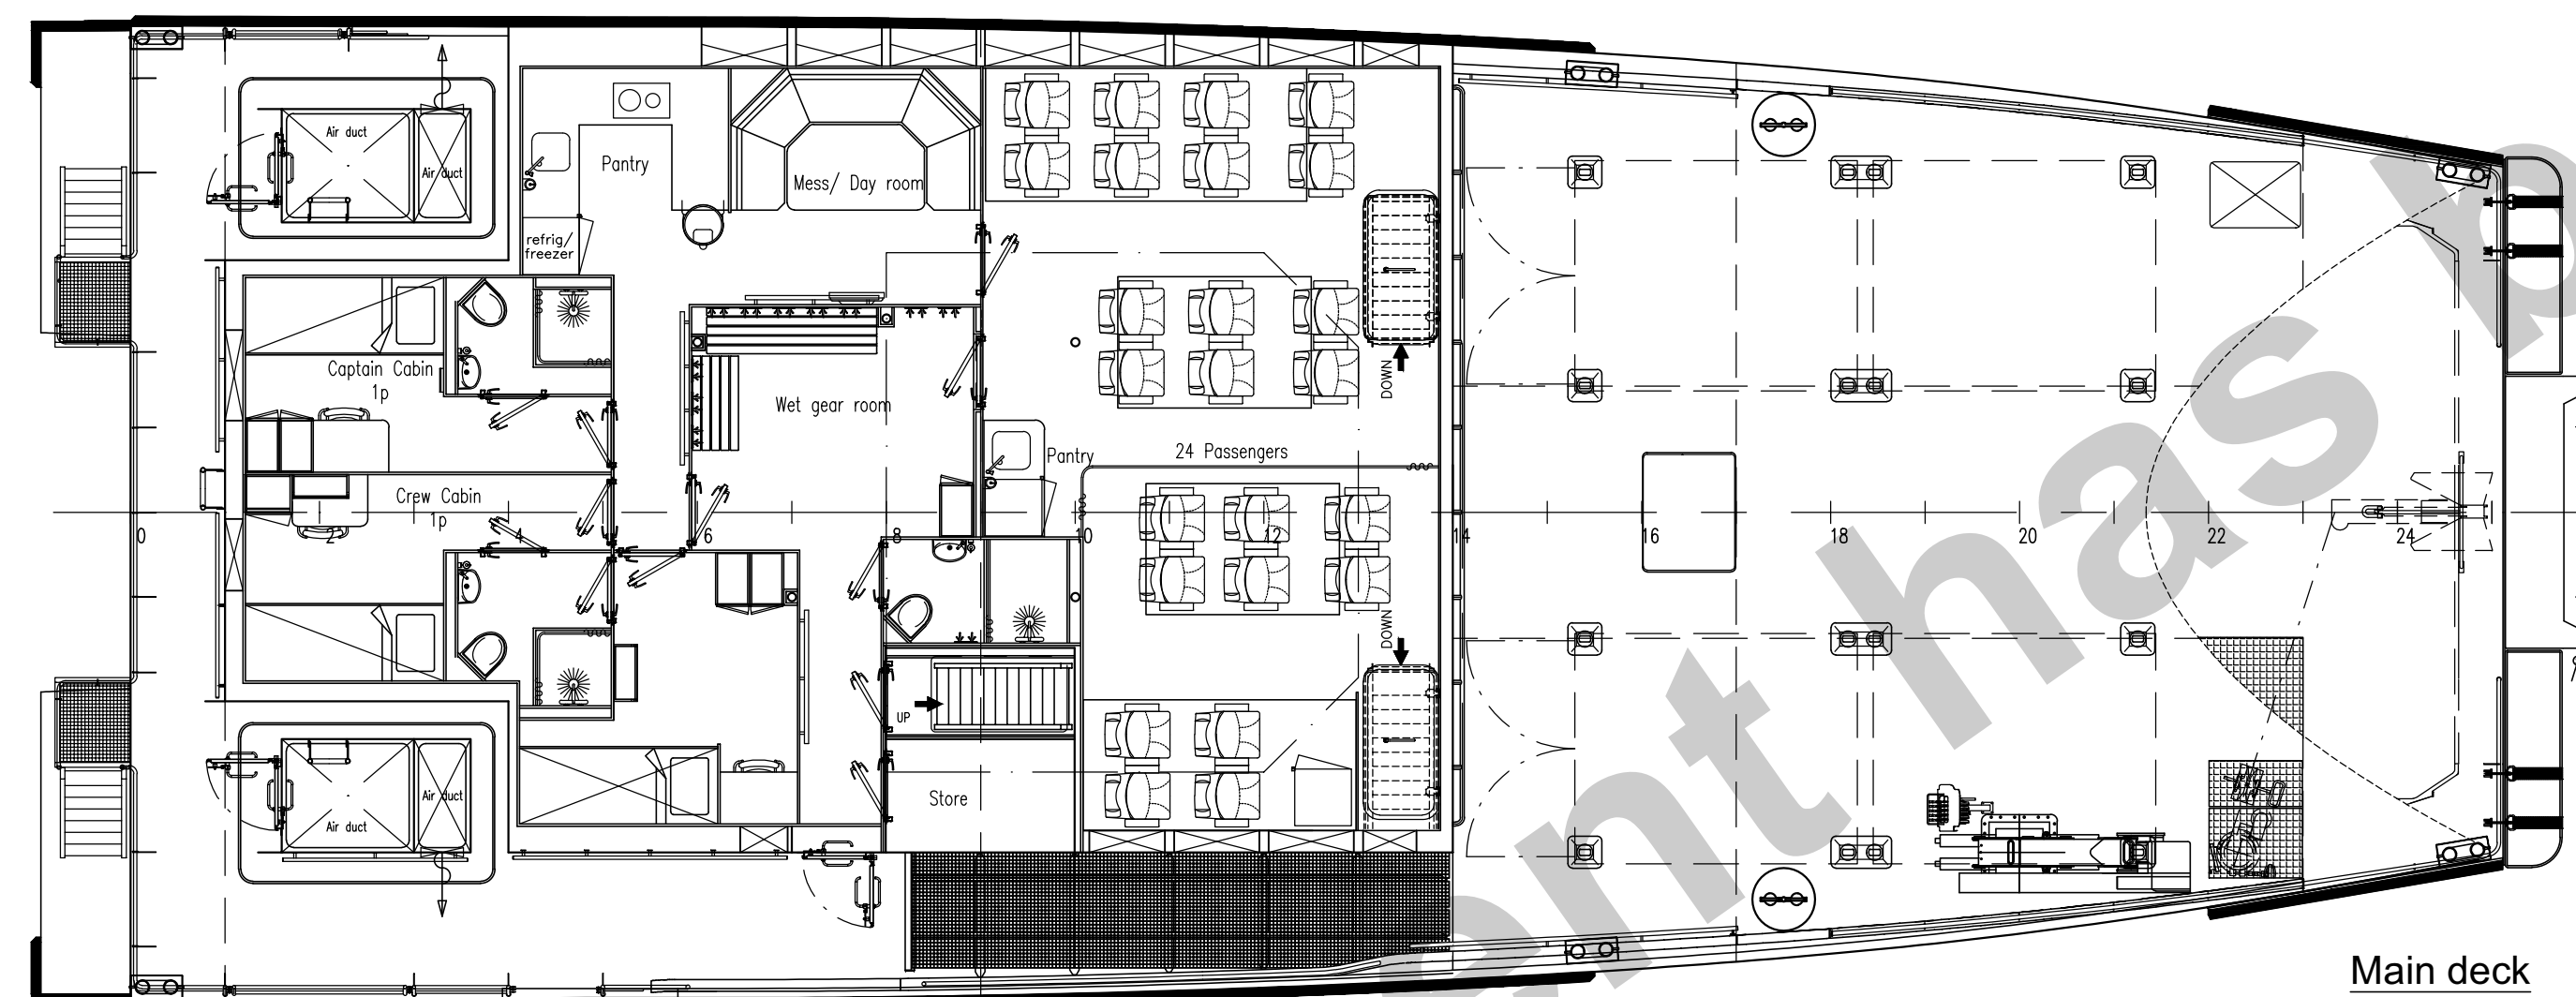 Air duct
Air duct
Pantry
Mess/ Day room
refrig/
freezer
Captain Cabin
1p
Wet gear room
DOWN
Pantry
24 Passengers
Crew Cabin
1p
0
2
4
6
8
10
12
14
16
18
20
22
24
DOWN
UP
Store
Air duct
Air duct
ent has b
Main deck